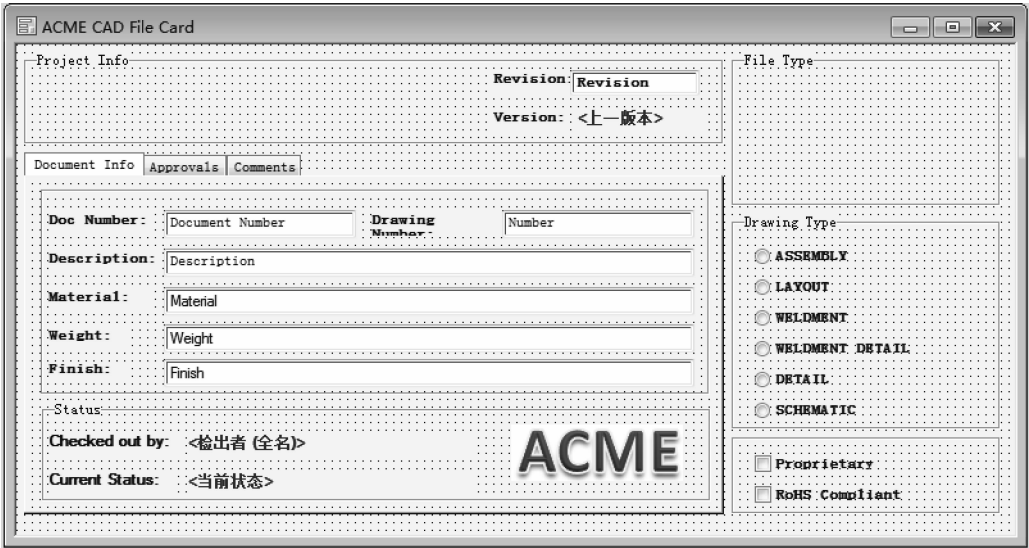 ACME CAD File Card
Project Info
Revision: Revision
Version: <上一版本>
File Type
Document Info Approvals Comments
Doc Number: Document Number Drawing Number: Number
Description: Description
Material: Material
Weight: Weight
Finish: Finish
Drawing Type
ASSEMBLY
LAYOUT
WELDMENT
WELDMENT DETAIL
DETAIL
SCHEMATIC
Status
Checked out by: <检出者 (全名)>
Current Status: <当前状态>
ACME
Proprietary
RoHS Compliant